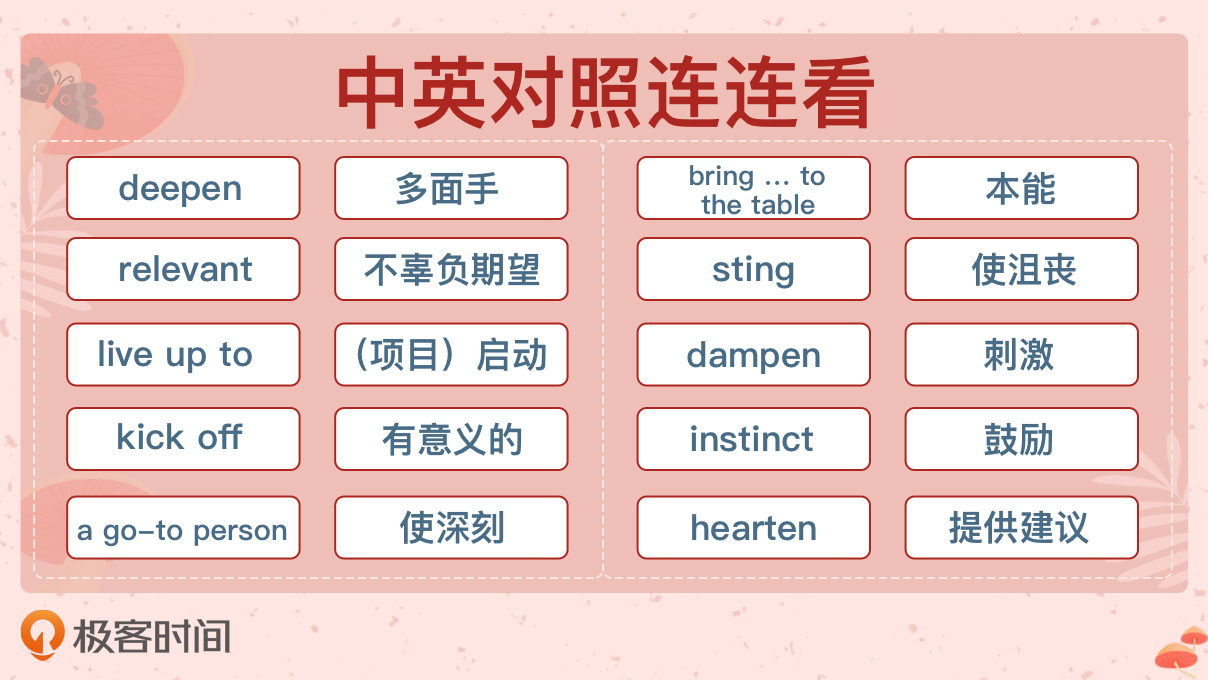 中英对照连连看
deepen
多面手
bring ... to
the table
本能
relevant
不辜负期望
sting
使沮丧
live up to
（项目）启动
dampen
刺激
kick off
有意义的
instinct
鼓励
a go-to person
使深刻
hearten
提供建议
极客时间